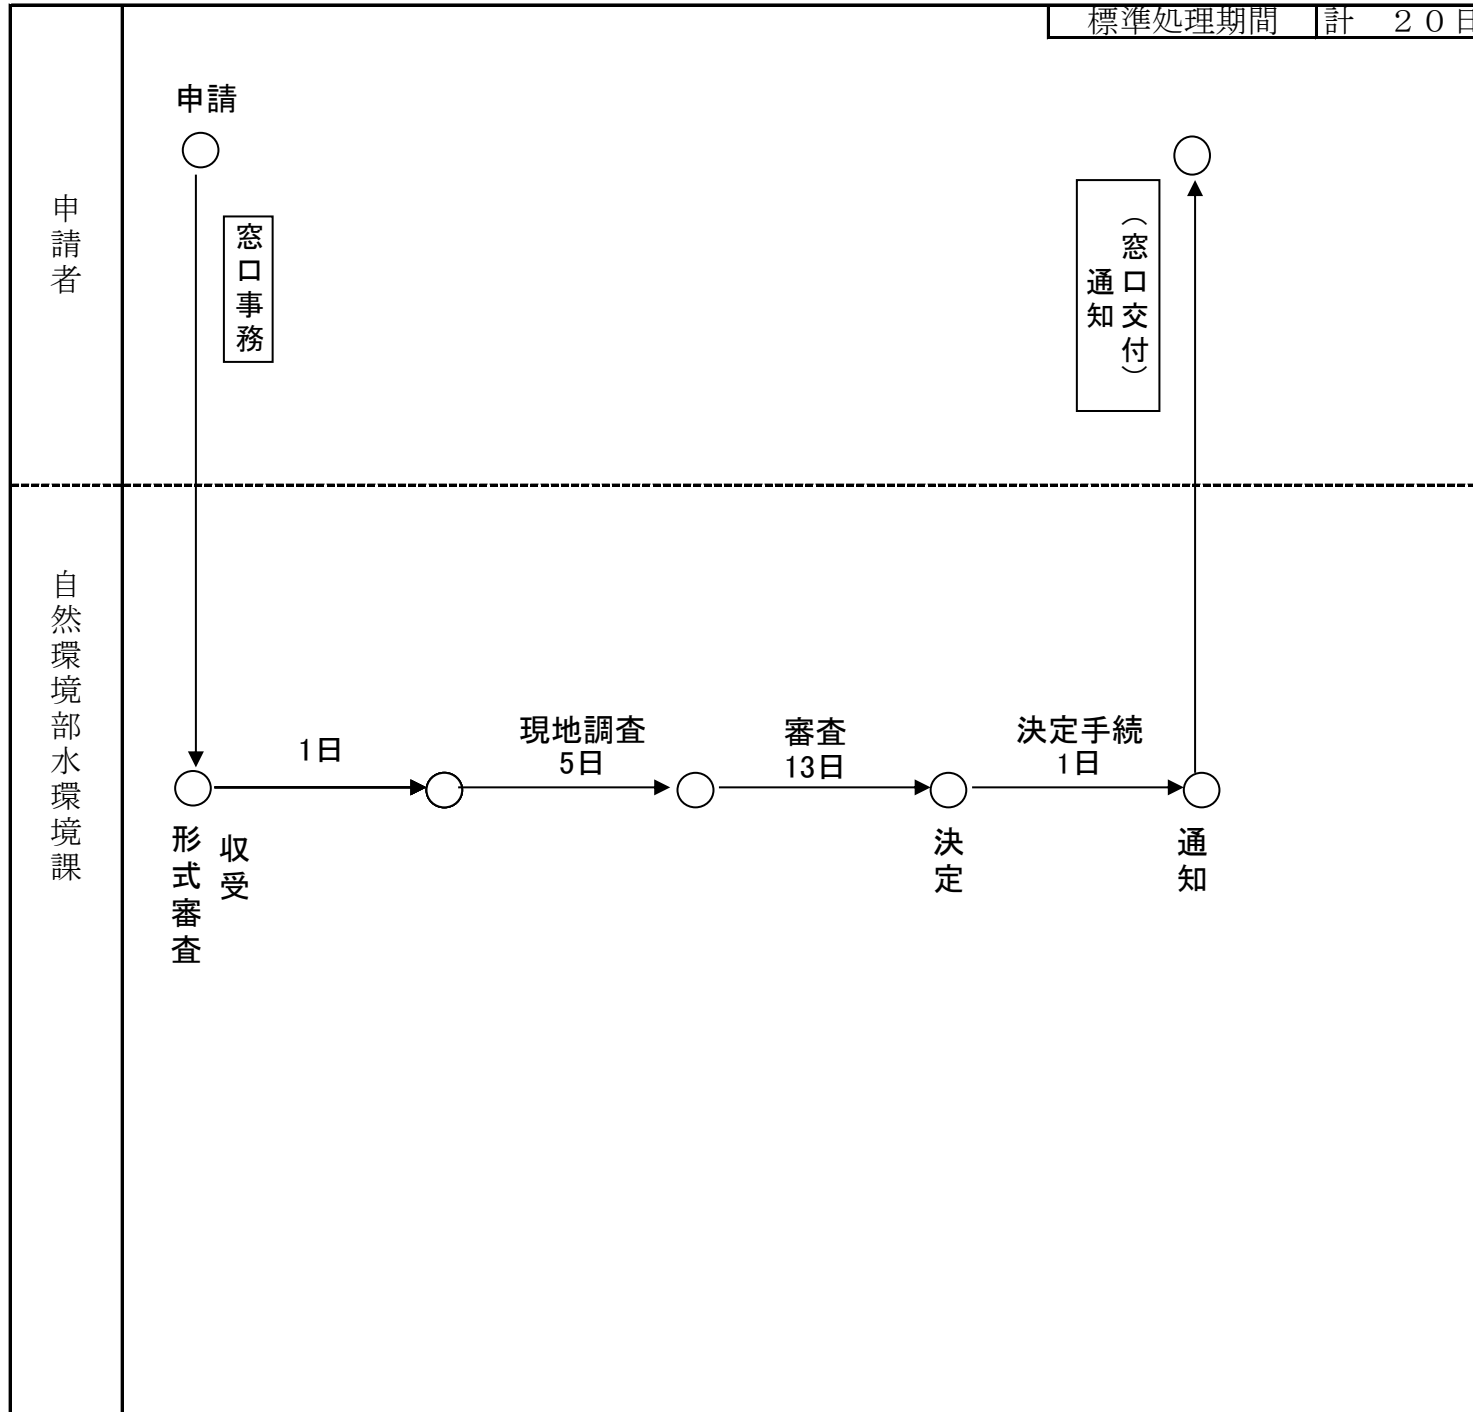 標準処理期間
計　２０日
申請
申請者
窓口事務
（窓口交付）
通知
自然環境部水環境課
1日
現地調査
5日
審査
13日
決定手続
1日
収受
形式審査
決定
通知